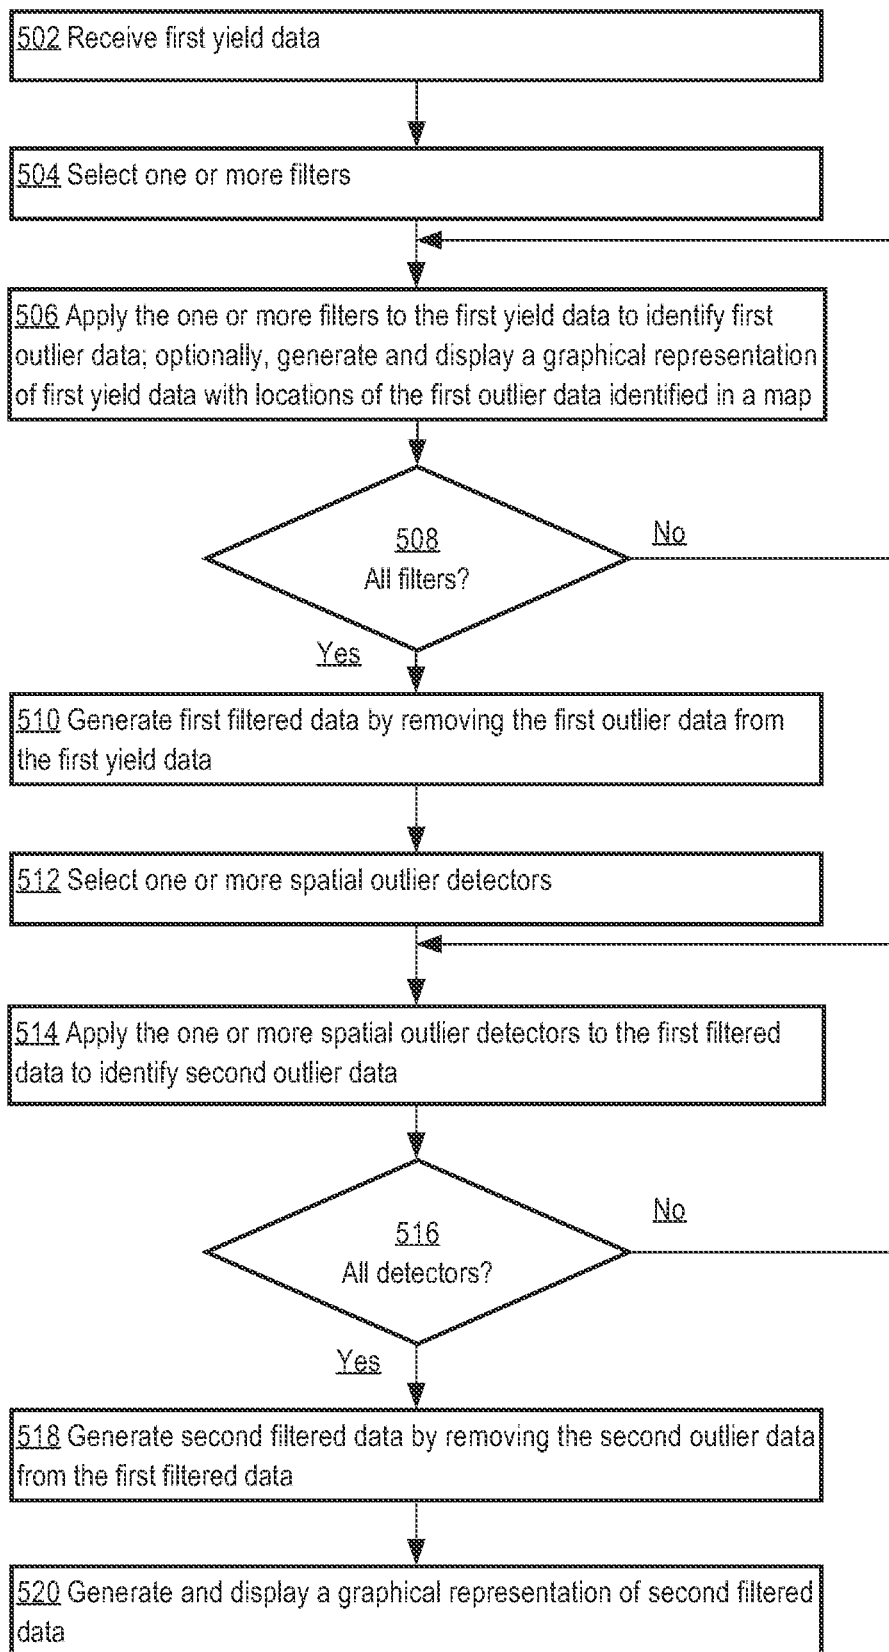 502 Receive first yield data
504 Select one or more filters
506 Apply the one or more filters to the first yield data to identify first
outlier data; optionally, generate and display a graphical representation
of first yield data with locations of the first outlier data identified in a map
508
All filters?
No
Yes
510 Generate first filtered data by removing the first outlier data from
the first yield data
512 Select one or more spatial outlier detectors
514 Apply the one or more spatial outlier detectors to the first filtered
data to identify second outlier data
516
All detectors?
No
Yes
518 Generate second filtered data by removing the second outlier data
from the first filtered data
520 Generate and display a graphical representation of second filtered
data